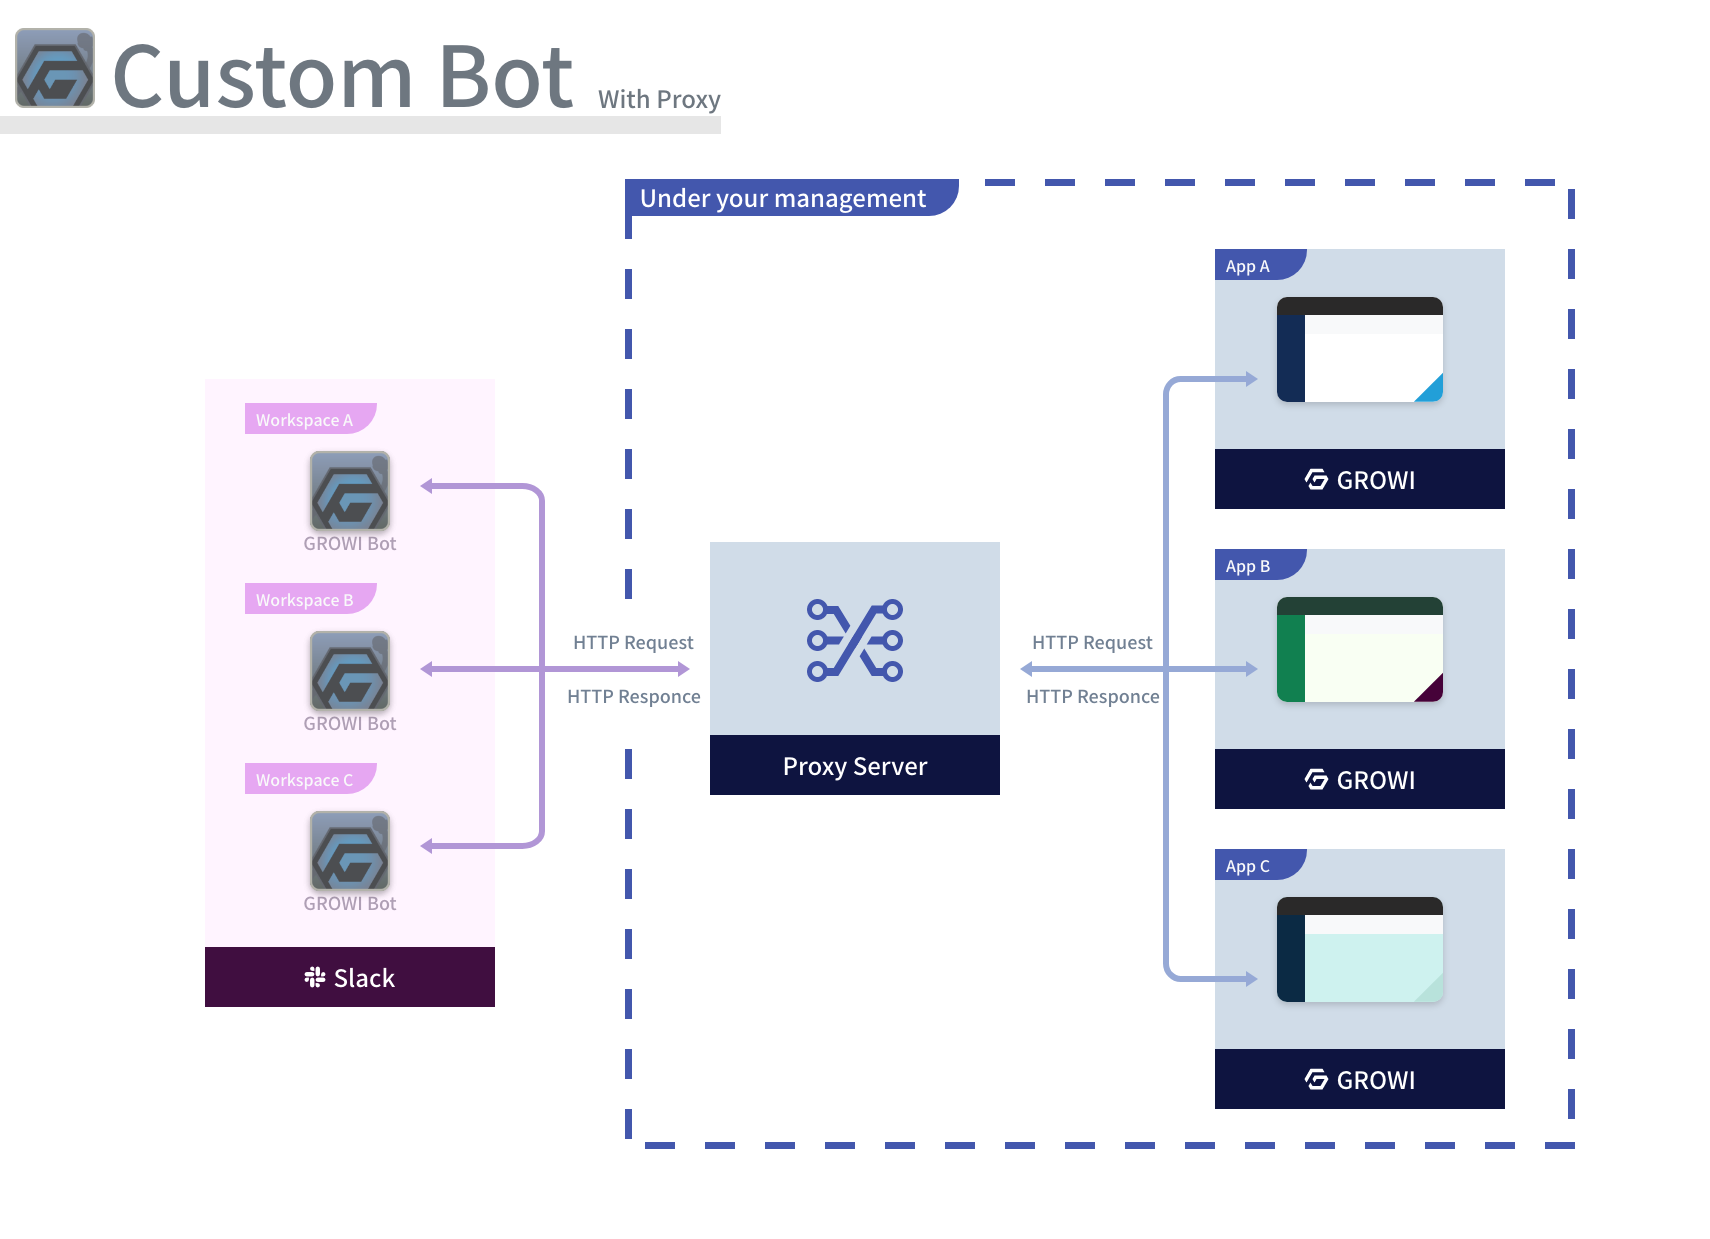 Custom Bot With Proxy
Under your management
Workspace A
GROWI Bot
Workspace B
GROWI Bot
Workspace C
GROWI Bot
Slack
HTTP Request
HTTP Responce
Proxy Server
HTTP Request
HTTP Responce
App A
GROWI
App B
GROWI
App C
GROWI